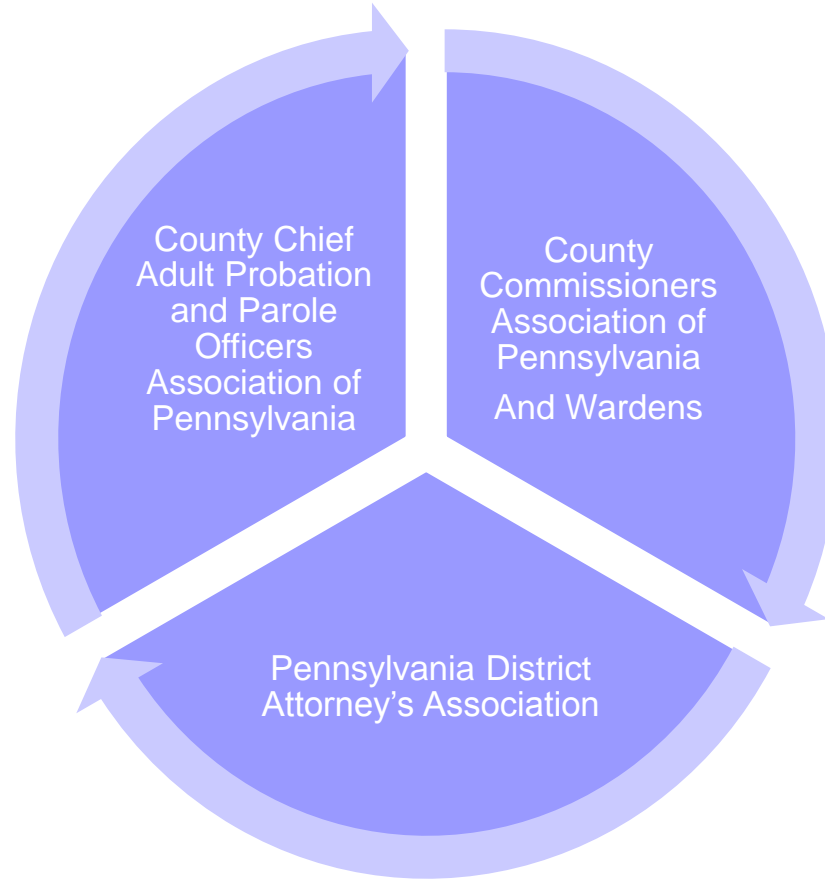 County Chief
Adult Probation
and Parole
Officers
Association of
Pennsylvania
County
Commissioners
Association of
Pennsylvania
And Wardens
Pennsylvania District
Attorney’s Association